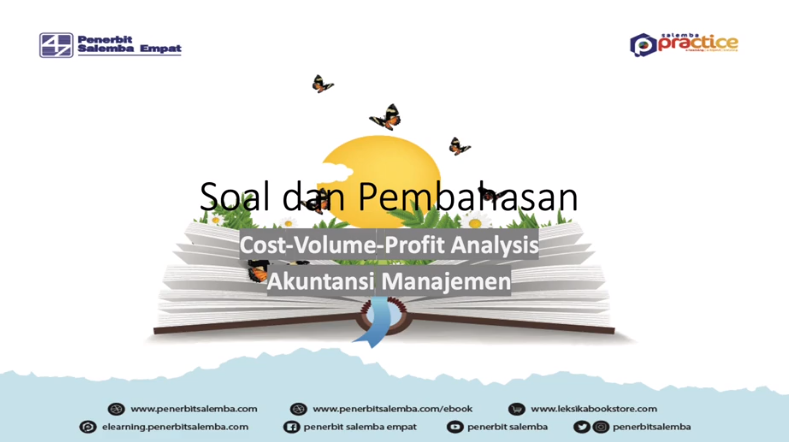 Penerbit
Salemba Empat
salemba
practice
Soal dan Pembahasan
Cost-Volume-Profit Analysis
Akuntansi Manajemen
www.penerbitsalemba.com
www.penerbitsalemba.com/ebook
www.leksikabookstore.com
elearning.penerbitsalemba.com
penerbit salemba empat
penerbit salemba
penerbitsalemba